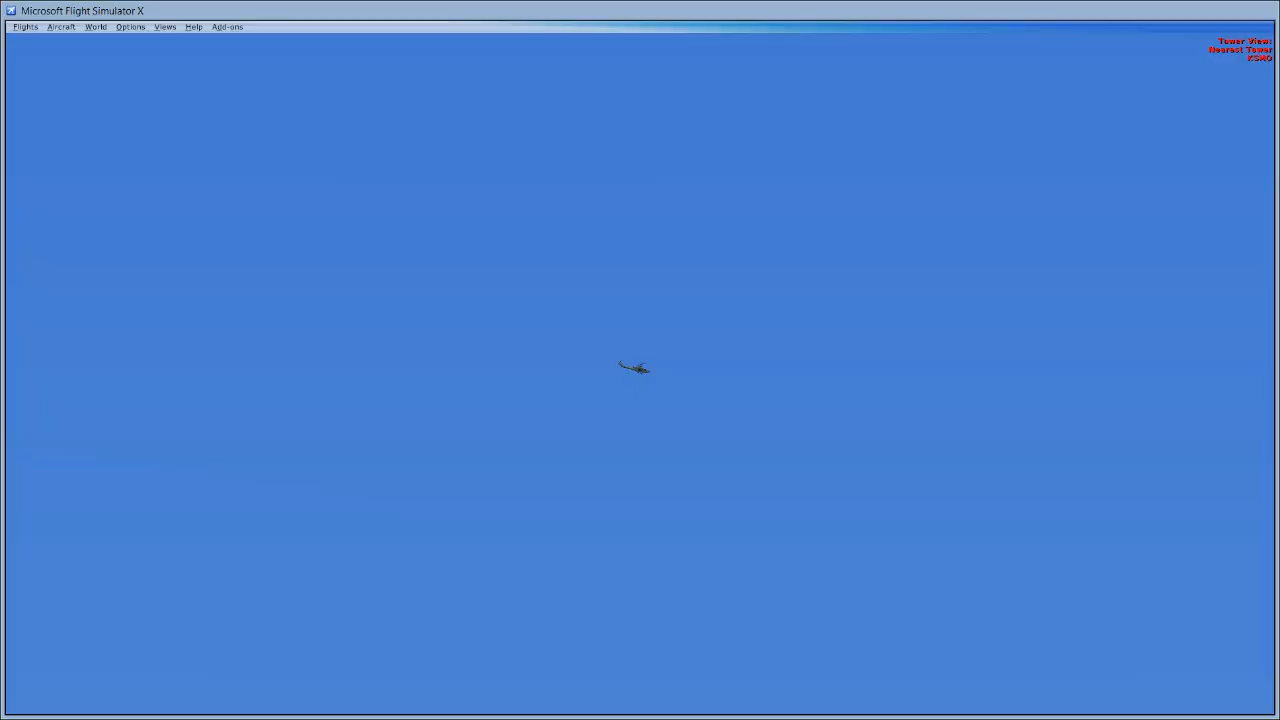 Microsoft Flight Simulator X
Flights Aircraft World Options Views Help Add-ons
Tower View:
Nearest Tower
KSMO